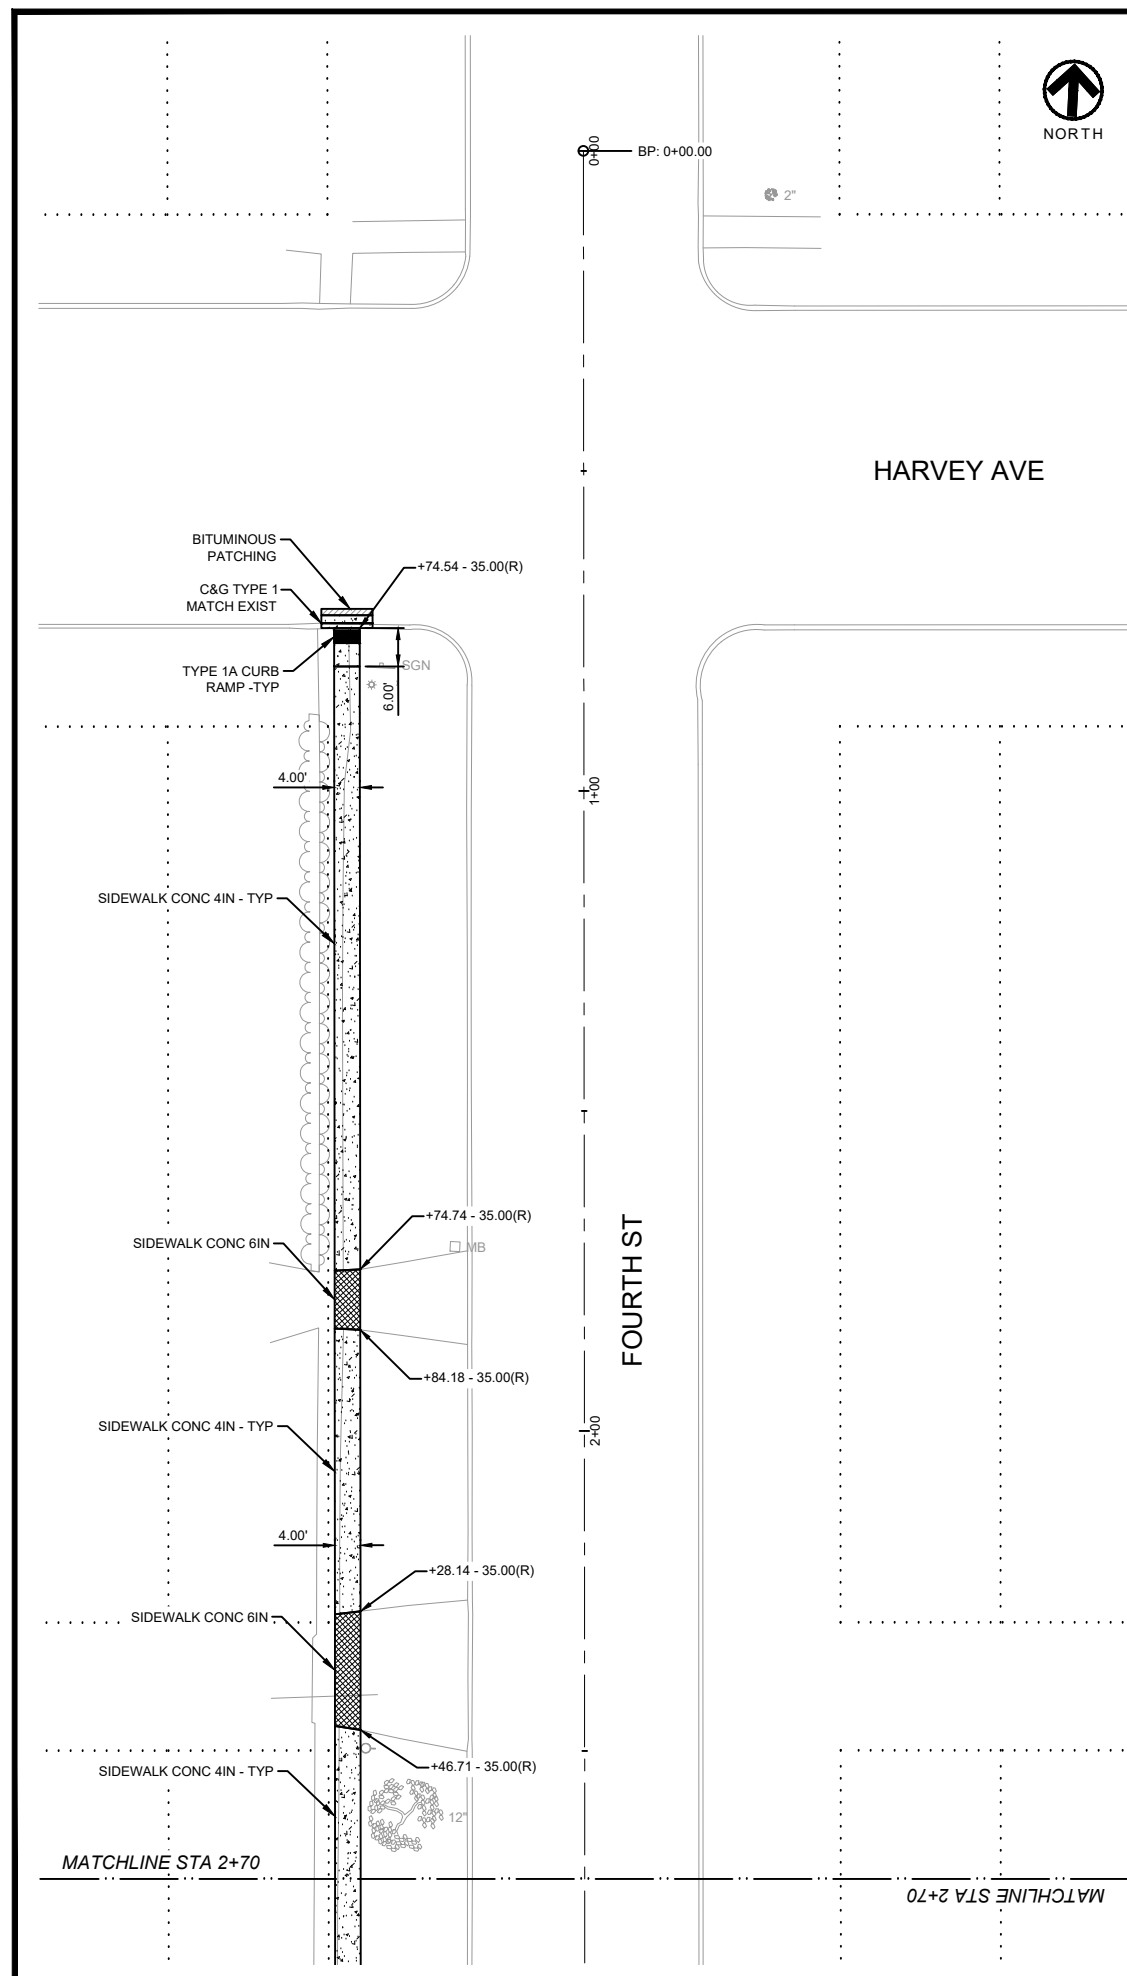 NORTH
0+00
BP: 0+00.00
2"
HARVEY AVE
BITUMINOUS
PATCHING
+74.54 - 35.00(R)
C&G TYPE 1
MATCH EXIST
TYPE 1A CURB
RAMP -TYP
SGN
6.00'
4.00'
1+00
SIDEWALK CONC 4IN - TYP
+74.74 - 35.00(R)
SIDEWALK CONC 6IN
MB
FOURTH ST
+84.18 - 35.00(R)
SIDEWALK CONC 4IN - TYP
2+00
4.00'
+28.14 - 35.00(R)
SIDEWALK CONC 6IN
+46.71 - 35.00(R)
SIDEWALK CONC 4IN - TYP
12"
MATCHLINE STA 2+70
MATCHLINE STA 2+70